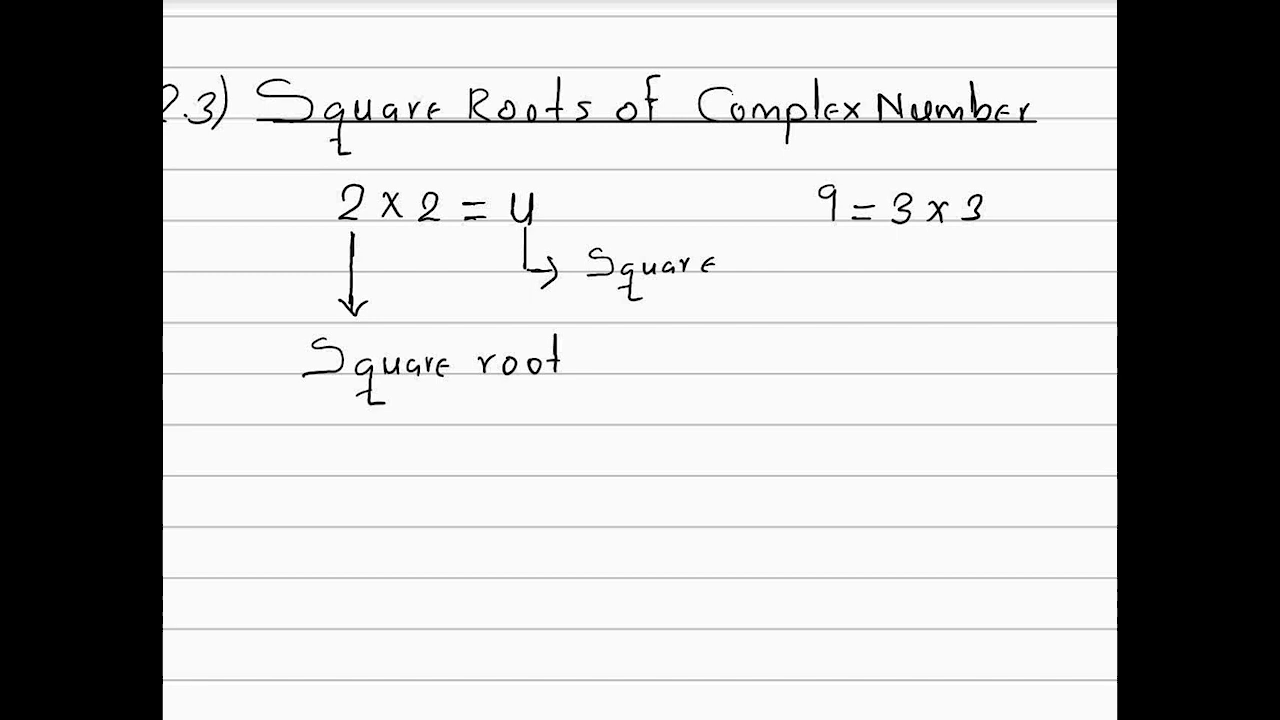 2.3) Square Roots of Complex Number
2 x 2 = 4 9 = 3 x 3
Square
Square root